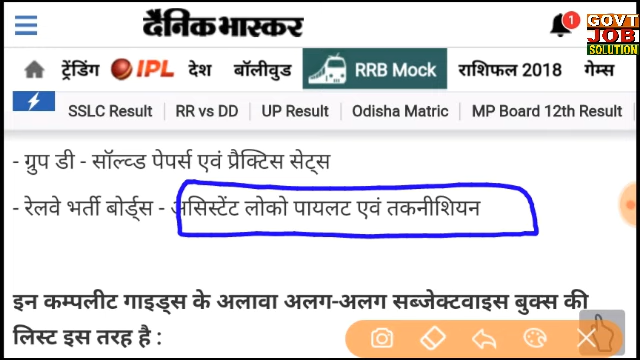 दैनिक भास्कर
1
GOVT
JOB
SOLUTION
ट्रेंडिंग IPL देश बॉलीवुड RRB Mock राशिफल 2018 गेम्स
SSLC Result | RR vs DD | UP Result | Odisha Matric | MP Board 12th Result |
- ग्रुप डी - सॉल्व्ड पेपर्स एवं प्रैक्टिस सेट्स
- रेलवे भर्ती बोर्ड्स - असिस्टेंट लोको पायलट एवं तकनीशियन
इन कम्पलीट गाइड्स के अलावा अलग-अलग सब्जेक्टवाइस बुक्स की
लिस्ट इस तरह है :